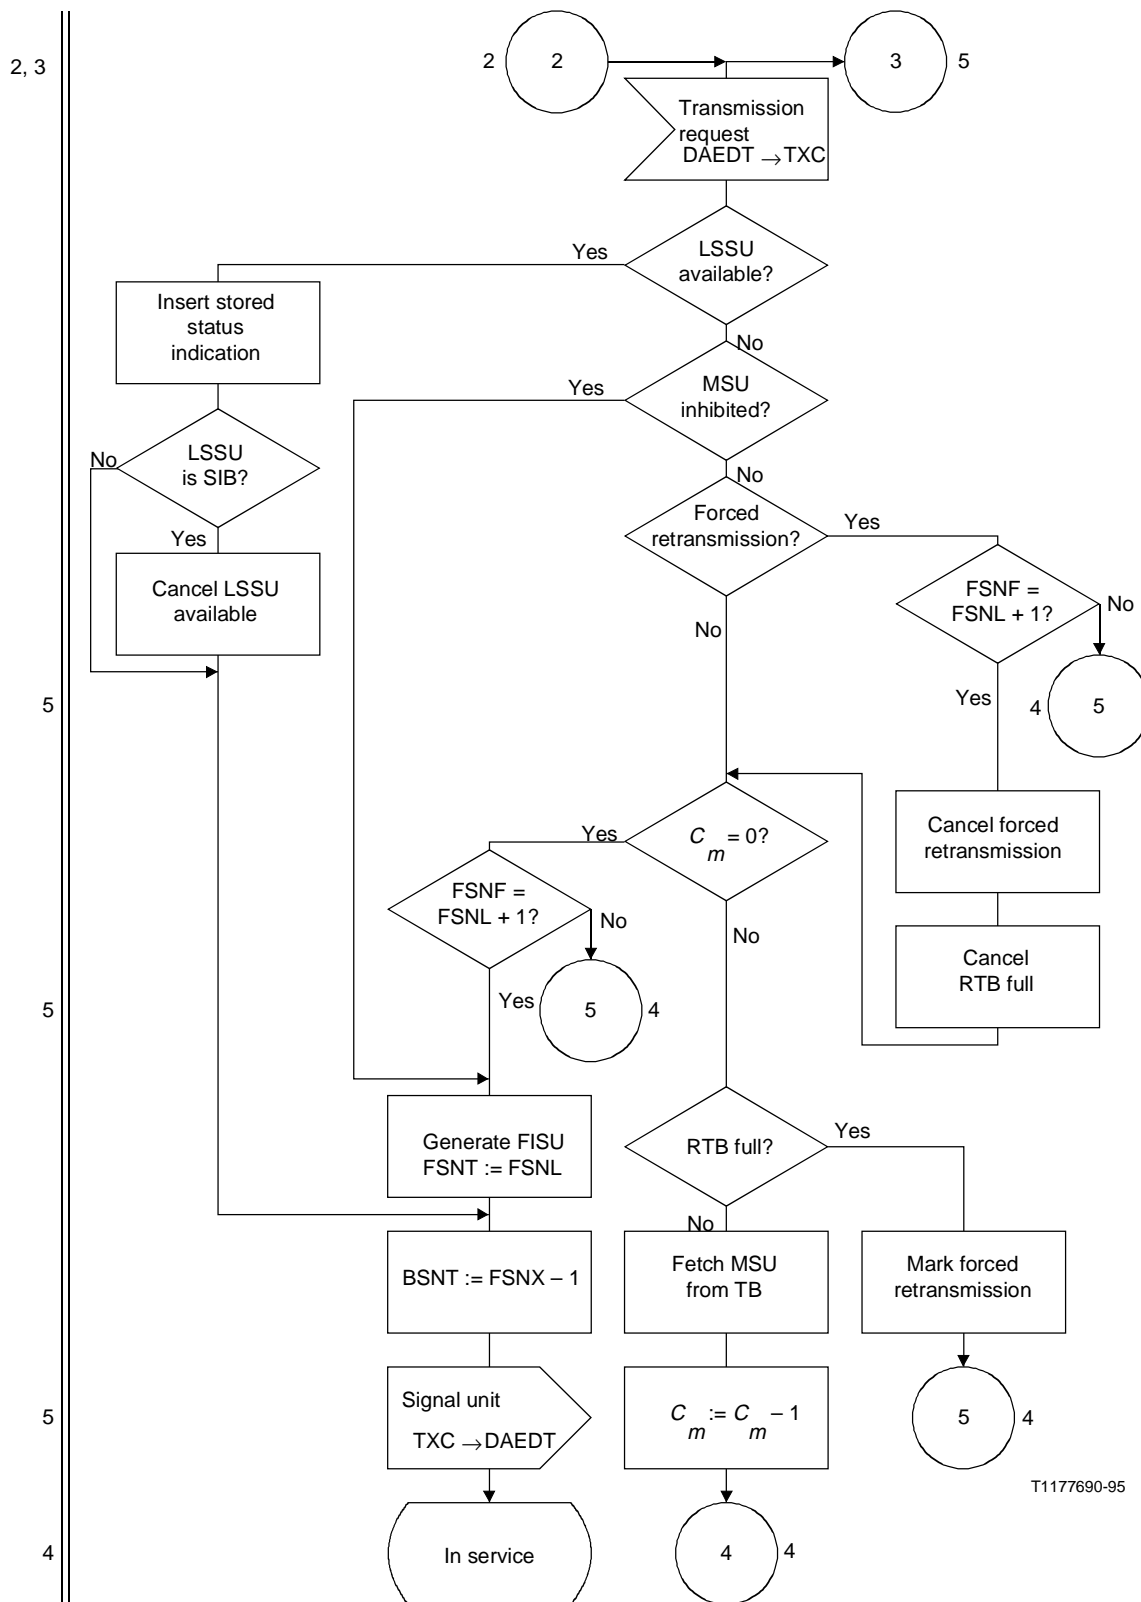 2, 3
2
2
3
5
Transmission
request
DAEDT → TXC
LSSU
available?
Yes
No
Insert stored
status
indication
MSU
inhibited?
Yes
No
LSSU
is SIB?
No
Yes
Forced
retransmission?
Yes
No
Cancel LSSU
available
FSNF =
FSNL + 1?
No
Yes
5
4
5
C m = 0?
Yes
No
Cancel forced
retransmission
FSNF =
FSNL + 1?
No
Yes
Cancel
RTB full
5
5
4
Generate FISU
FSNT := FSNL
RTB full?
Yes
No
BSNT := FSNX – 1
Fetch MSU
from TB
Mark forced
retransmission
5
Signal unit
TXC → DAEDT
C m := C m – 1
5
4
T1177690-95
4
In service
4
4